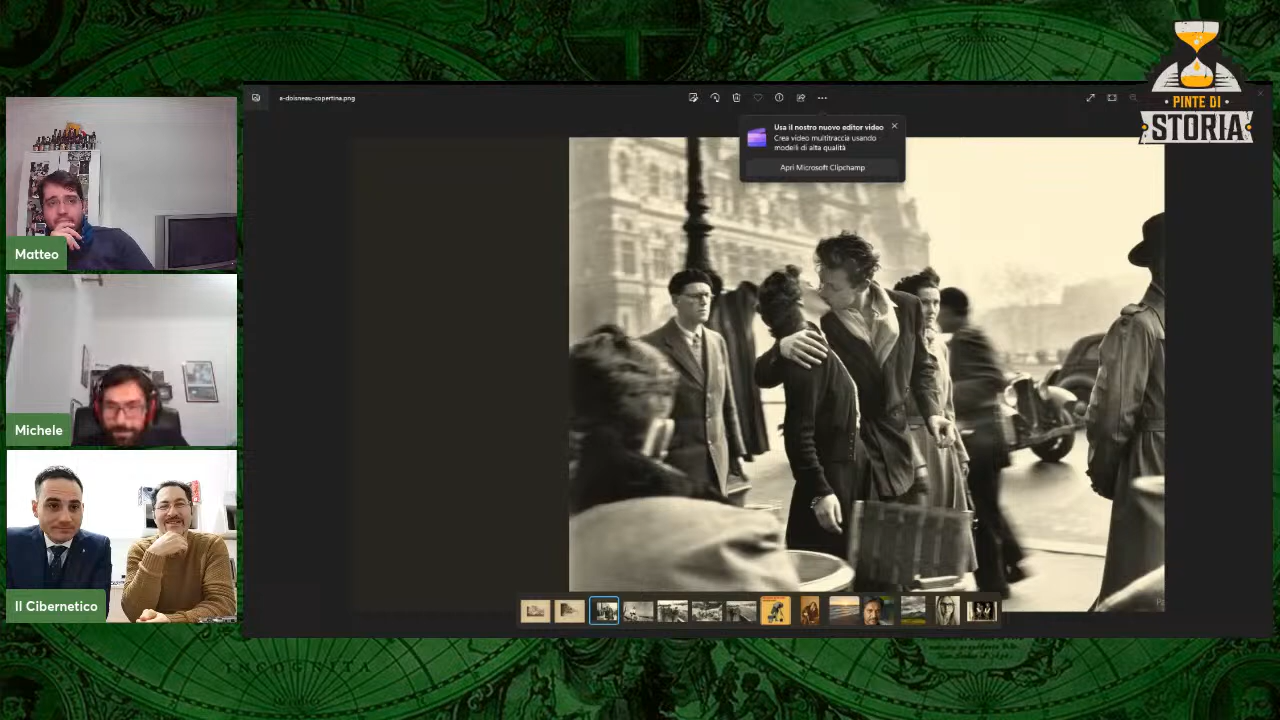 a-doisneau-copertina.png
Usa il nostro nuovo editor video
Crea video multitraccia usando
modelli di alta qualità
Apri Microsoft Clipchamp
PINTE DI
STORIA
Matteo
Michele
Il Cibernetico
INCOGNITA